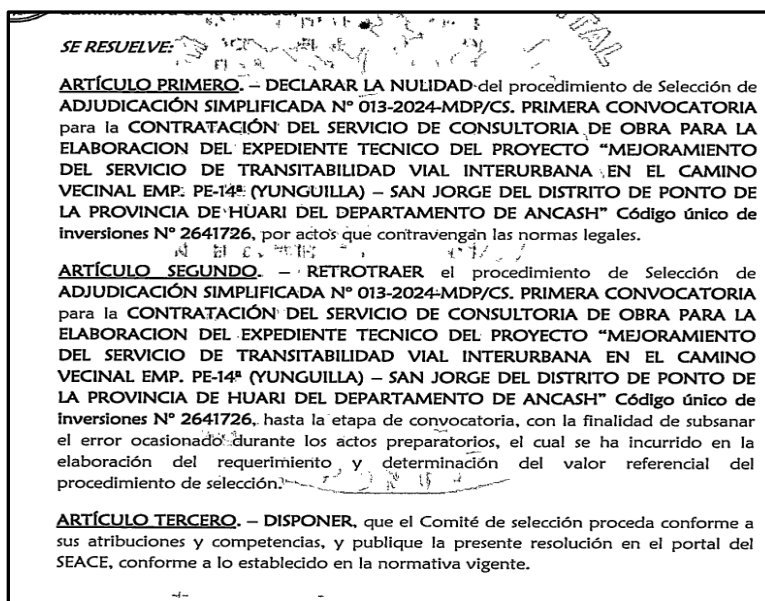 administrativa de la entidad,
SE RESUELVE:
ARTÍCULO PRIMERO. – DECLARAR LA NULIDAD del procedimiento de Selección de
ADJUDICACIÓN SIMPLIFICADA Nº 013-2024-MDP/CS. PRIMERA CONVOCATORIA
para la CONTRATACIÓN DEL SERVICIO DE CONSULTORIA DE OBRA PARA LA
ELABORACION DEL EXPEDIENTE TECNICO DEL PROYECTO “MEJORAMIENTO
DEL SERVICIO DE TRANSITABILIDAD VIAL INTERURBANA EN EL CAMINO
VECINAL EMP. PE-14ª (YUNGUILLA) – SAN JORGE DEL DISTRITO DE PONTO DE
LA PROVINCIA DE HUARI DEL DEPARTAMENTO DE ANCASH” Código único de
inversiones Nº 2641726, por actos que contravengan las normas legales.
ARTÍCULO SEGUNDO. – RETROTRAER el procedimiento de Selección de
ADJUDICACIÓN SIMPLIFICADA Nº 013-2024-MDP/CS. PRIMERA CONVOCATORIA
para la CONTRATACIÓN DEL SERVICIO DE CONSULTORIA DE OBRA PARA LA
ELABORACION DEL EXPEDIENTE TECNICO DEL PROYECTO “MEJORAMIENTO
DEL SERVICIO DE TRANSITABILIDAD VIAL INTERURBANA EN EL CAMINO
VECINAL EMP. PE-14ª (YUNGUILLA) – SAN JORGE DEL DISTRITO DE PONTO DE
LA PROVINCIA DE HUARI DEL DEPARTAMENTO DE ANCASH” Código único de
inversiones Nº 2641726, hasta la etapa de convocatoria, con la finalidad de subsanar
el error ocasionado durante los actos preparatorios, el cual se ha incurrido en la
elaboración del requerimiento y determinación del valor referencial del
procedimiento de selección.
ARTÍCULO TERCERO. – DISPONER, que el Comité de selección proceda conforme a
sus atribuciones y competencias, y publique la presente resolución en el portal del
SEACE, conforme a lo establecido en la normativa vigente.